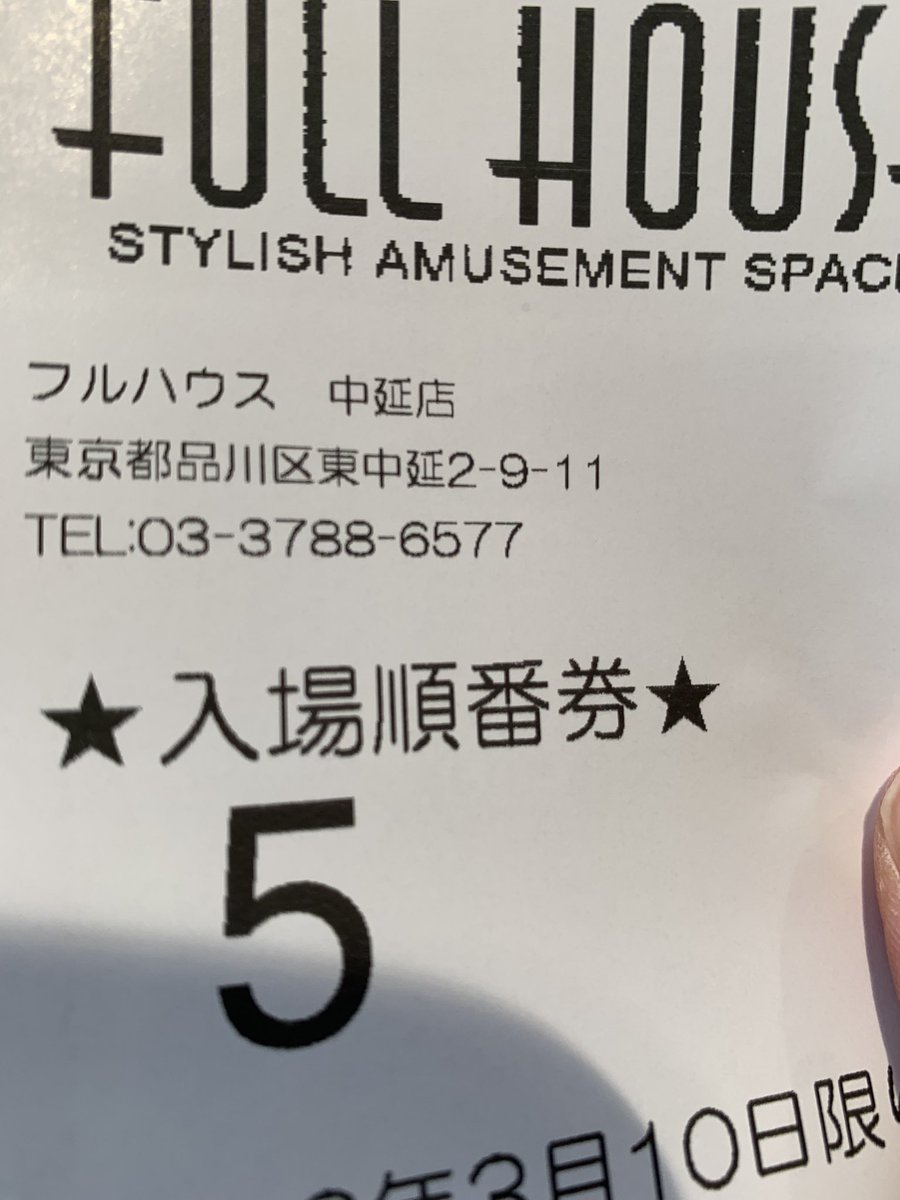 FULL HOUS
STYLISH AMUSEMENT SPAC
フルハウス 中延店
東京都品川区東中延2-9-11
TEL:03-3788-6577
★入場順番券★
5
年3月10日限り